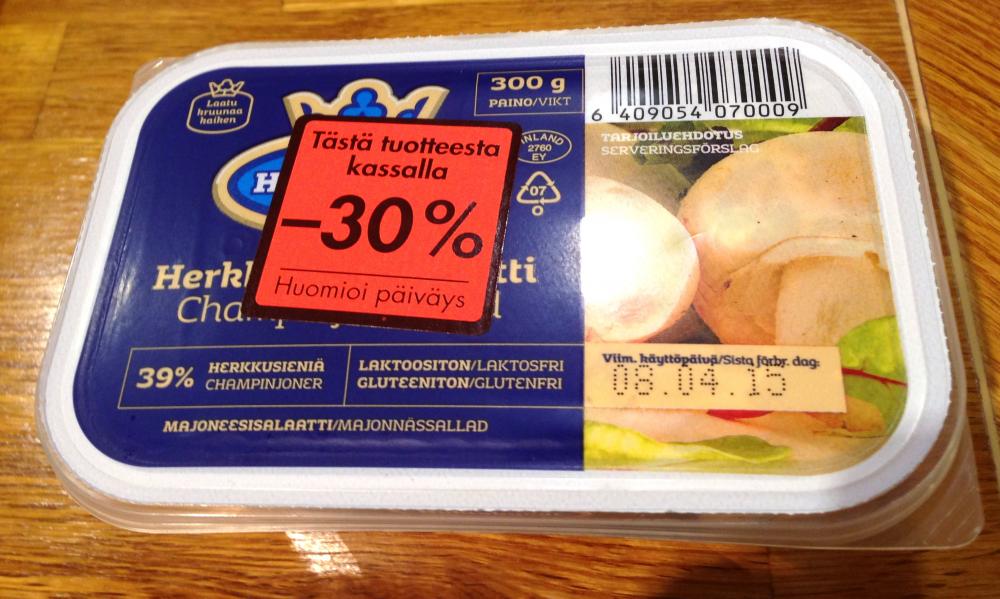 Laatu
kruunaa
kaiken
300 g
PAINO/VIKT
6 409054 070009
TARJOILUEHDOTUS
SERVERINGSFÖRSLAG
2760
EY
07
Tästä tuotteesta
kassalla
-30%
Huomioi päiväys
39% HERKKUSIENIÄ
CHAMPINJONER
LAKTOOSITON/LAKTOSFRI
GLUTEENITON/GLUTENFRI
MAJONEESISALAATTI/MAJONNÄSSALLAD
Viim. käyttöpäivä/Sista förbr. dag:
08.04.15